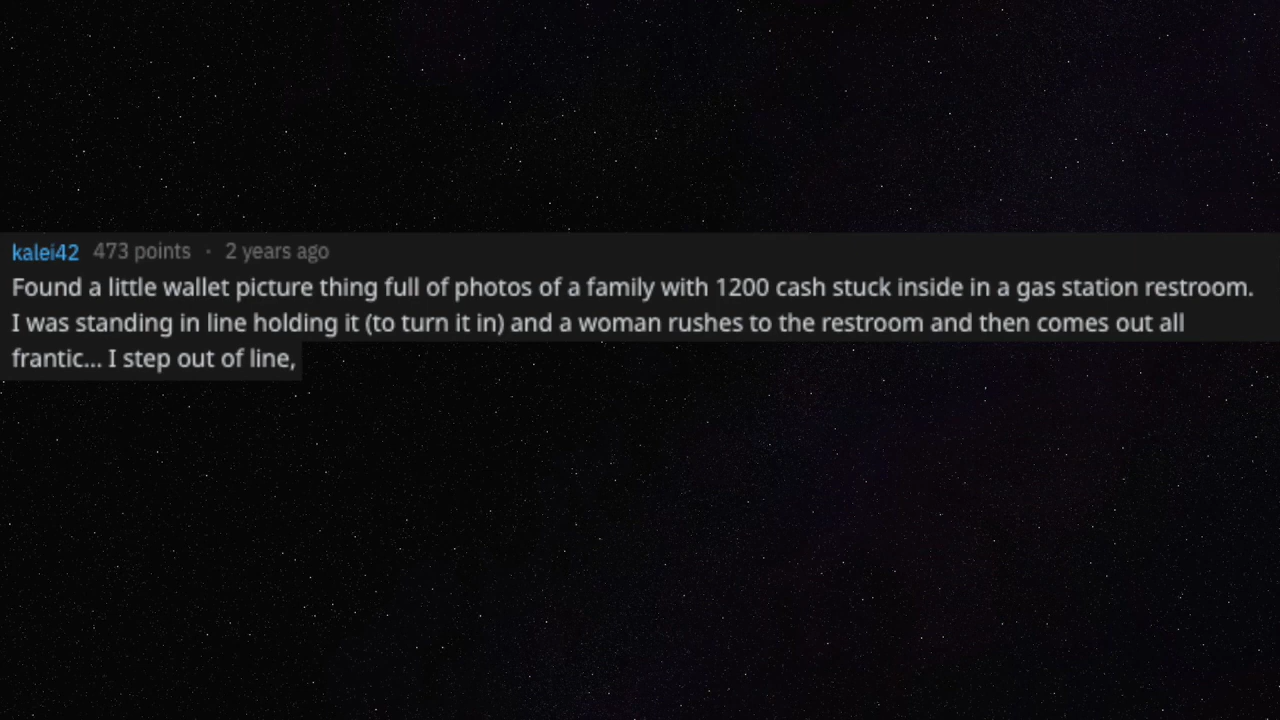 kalei42 473 points · 2 years ago
Found a little wallet picture thing full of photos of a family with 1200 cash stuck inside in a gas station restroom.
I was standing in line holding it (to turn it in) and a woman rushes to the restroom and then comes out all
frantic... I step out of line,